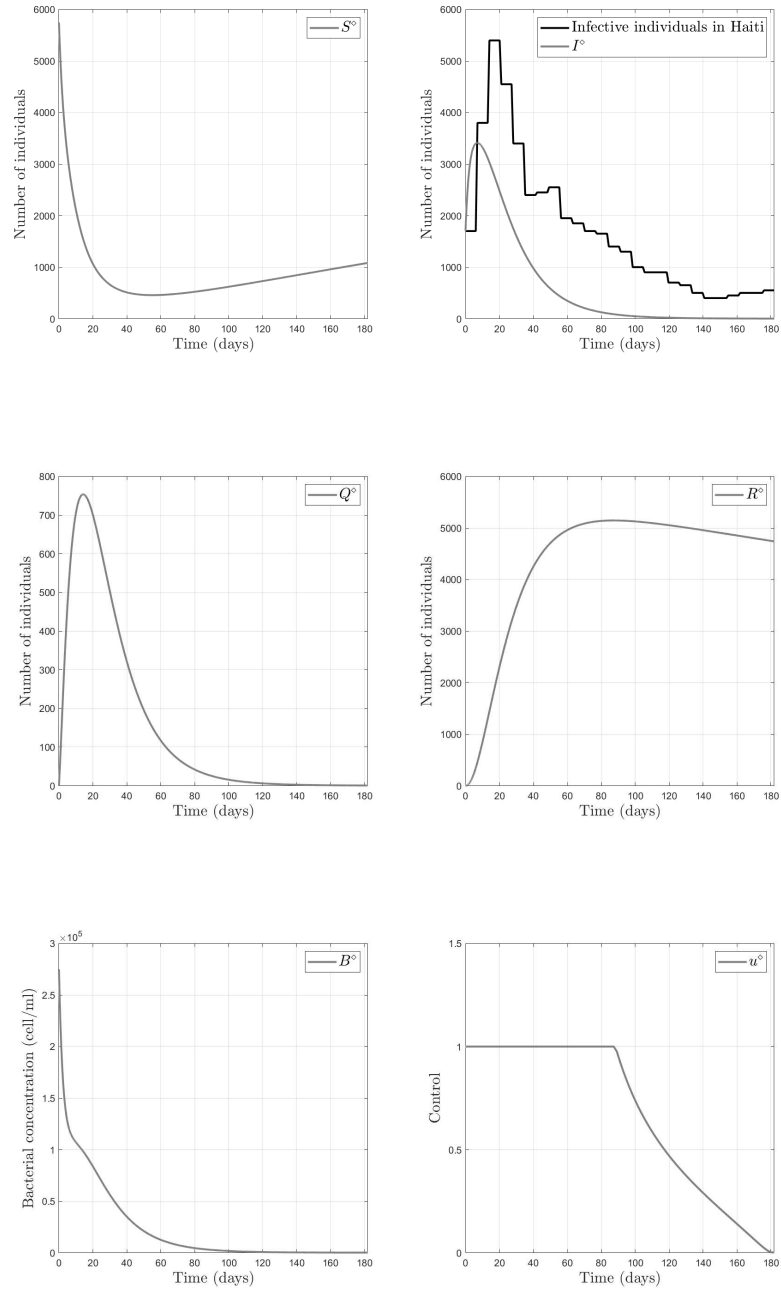 6000
5000
4000
3000
2000
1000
0
Number of individuals
S◇
0 20 40 60 80 100 120 140 160 180
Time (days)
6000
5000
4000
3000
2000
1000
0
Number of individuals
Infective individuals in Haiti
I◇
0 20 40 60 80 100 120 140 160 180
Time (days)
800
700
600
500
400
300
200
100
0
Number of individuals
Q◇
0 20 40 60 80 100 120 140 160 180
Time (days)
6000
5000
4000
3000
2000
1000
0
Number of individuals
R◇
0 20 40 60 80 100 120 140 160 180
Time (days)
×10⁵
3
2.5
2
1.5
1
0.5
0
Bacterial concentration (cell/ml)
B◇
0 20 40 60 80 100 120 140 160 180
Time (days)
1.5
1
0.5
0
Control
u◇
0 20 40 60 80 100 120 140 160 180
Time (days)